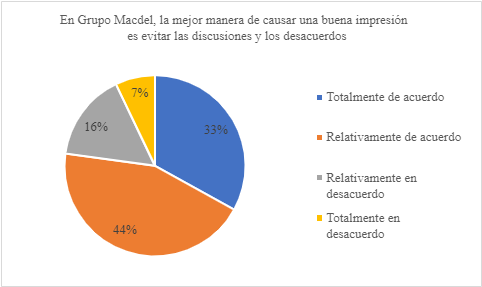 En Grupo Macdel, la mejor manera de causar una buena impresión
es evitar las discusiones y los desacuerdos
7%
33%
16%
44%
Totalmente de acuerdo
Relativamente de acuerdo
Relativamente en
desacuerdo
Totalmente en
desacuerdo